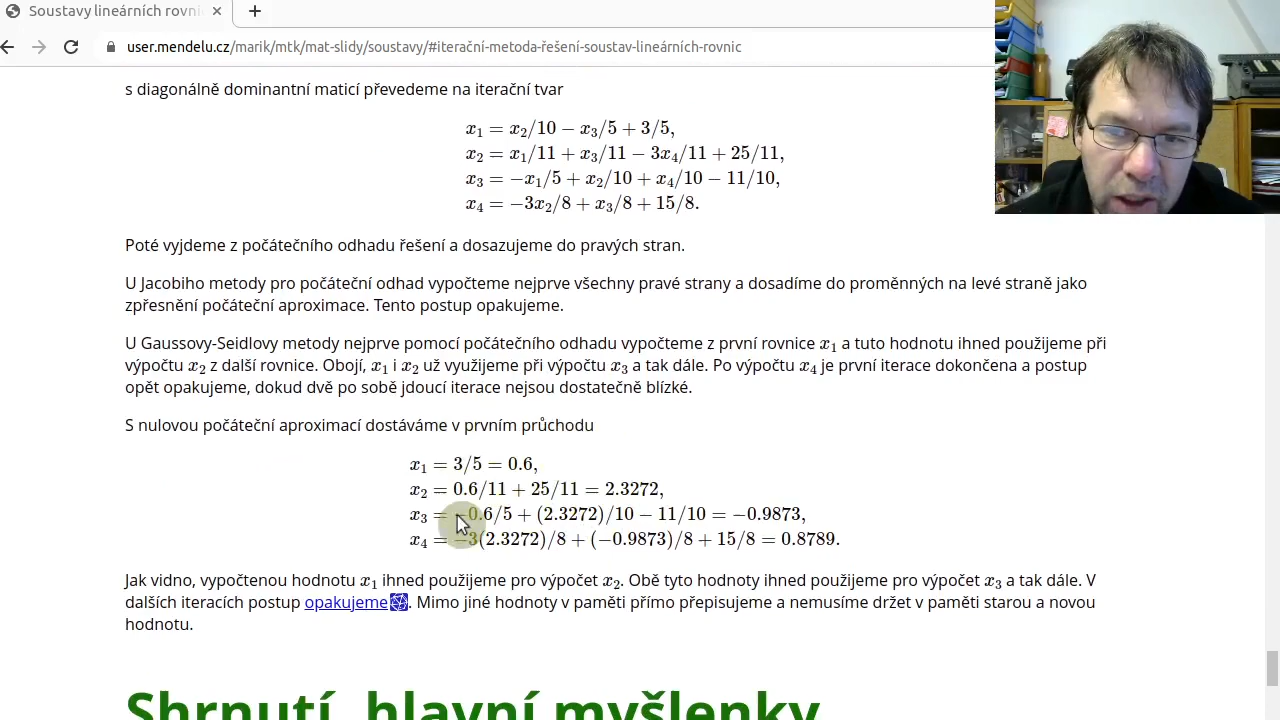 Soustavy lineárních rovni
user.mendelu.cz/marik/mtk/mat-slidy/soustavy/#iterační-metoda-řešení-soustav-lineárních-rovnic
s diagonálně dominantní maticí převedeme na iterační tvar
x₁ = x₂/10 − x₃/5 + 3/5,
x₂ = x₁/11 + x₃/11 − 3x₄/11 + 25/11,
x₃ = −x₁/5 + x₂/10 + x₄/10 − 11/10,
x₄ = −3x₂/8 + x₃/8 + 15/8.
Poté vyjdeme z počátečního odhadu řešení a dosazujeme do pravých stran.
U Jacobiho metody pro počáteční odhad vypočteme nejprve všechny pravé strany a dosadíme do proměnných na levé straně jako
zpřesnění počáteční aproximace. Tento postup opakujeme.
U Gaussovy-Seidlovy metody nejprve pomocí počátečního odhadu vypočteme z první rovnice x₁ a tuto hodnotu ihned použijeme při
výpočtu x₂ z další rovnice. Obojí, x₁ i x₂ už využijeme při výpočtu x₃ a tak dále. Po výpočtu x₄ je první iterace dokončena a postup
opět opakujeme, dokud dvě po sobě jdoucí iterace nejsou dostatečně blízké.
S nulovou počáteční aproximací dostáváme v prvním průchodu
x₁ = 3/5 = 0.6,
x₂ = 0.6/11 + 25/11 = 2.3272,
x₃ = −0.6/5 + (2.3272)/10 − 11/10 = −0.9873,
x₄ = −3(2.3272)/8 + (−0.9873)/8 + 15/8 = 0.8789.
Jak vidno, vypočtenou hodnotu x₁ ihned použijeme pro výpočet x₂. Obě tyto hodnoty ihned použijeme pro výpočet x₃ a tak dále. V
dalších iteracích postup opakujeme. Mimo jiné hodnoty v paměti přímo přepisujeme a nemusíme držet v paměti starou a novou
hodnotu.
Shrnutí, hlavní myšlenky